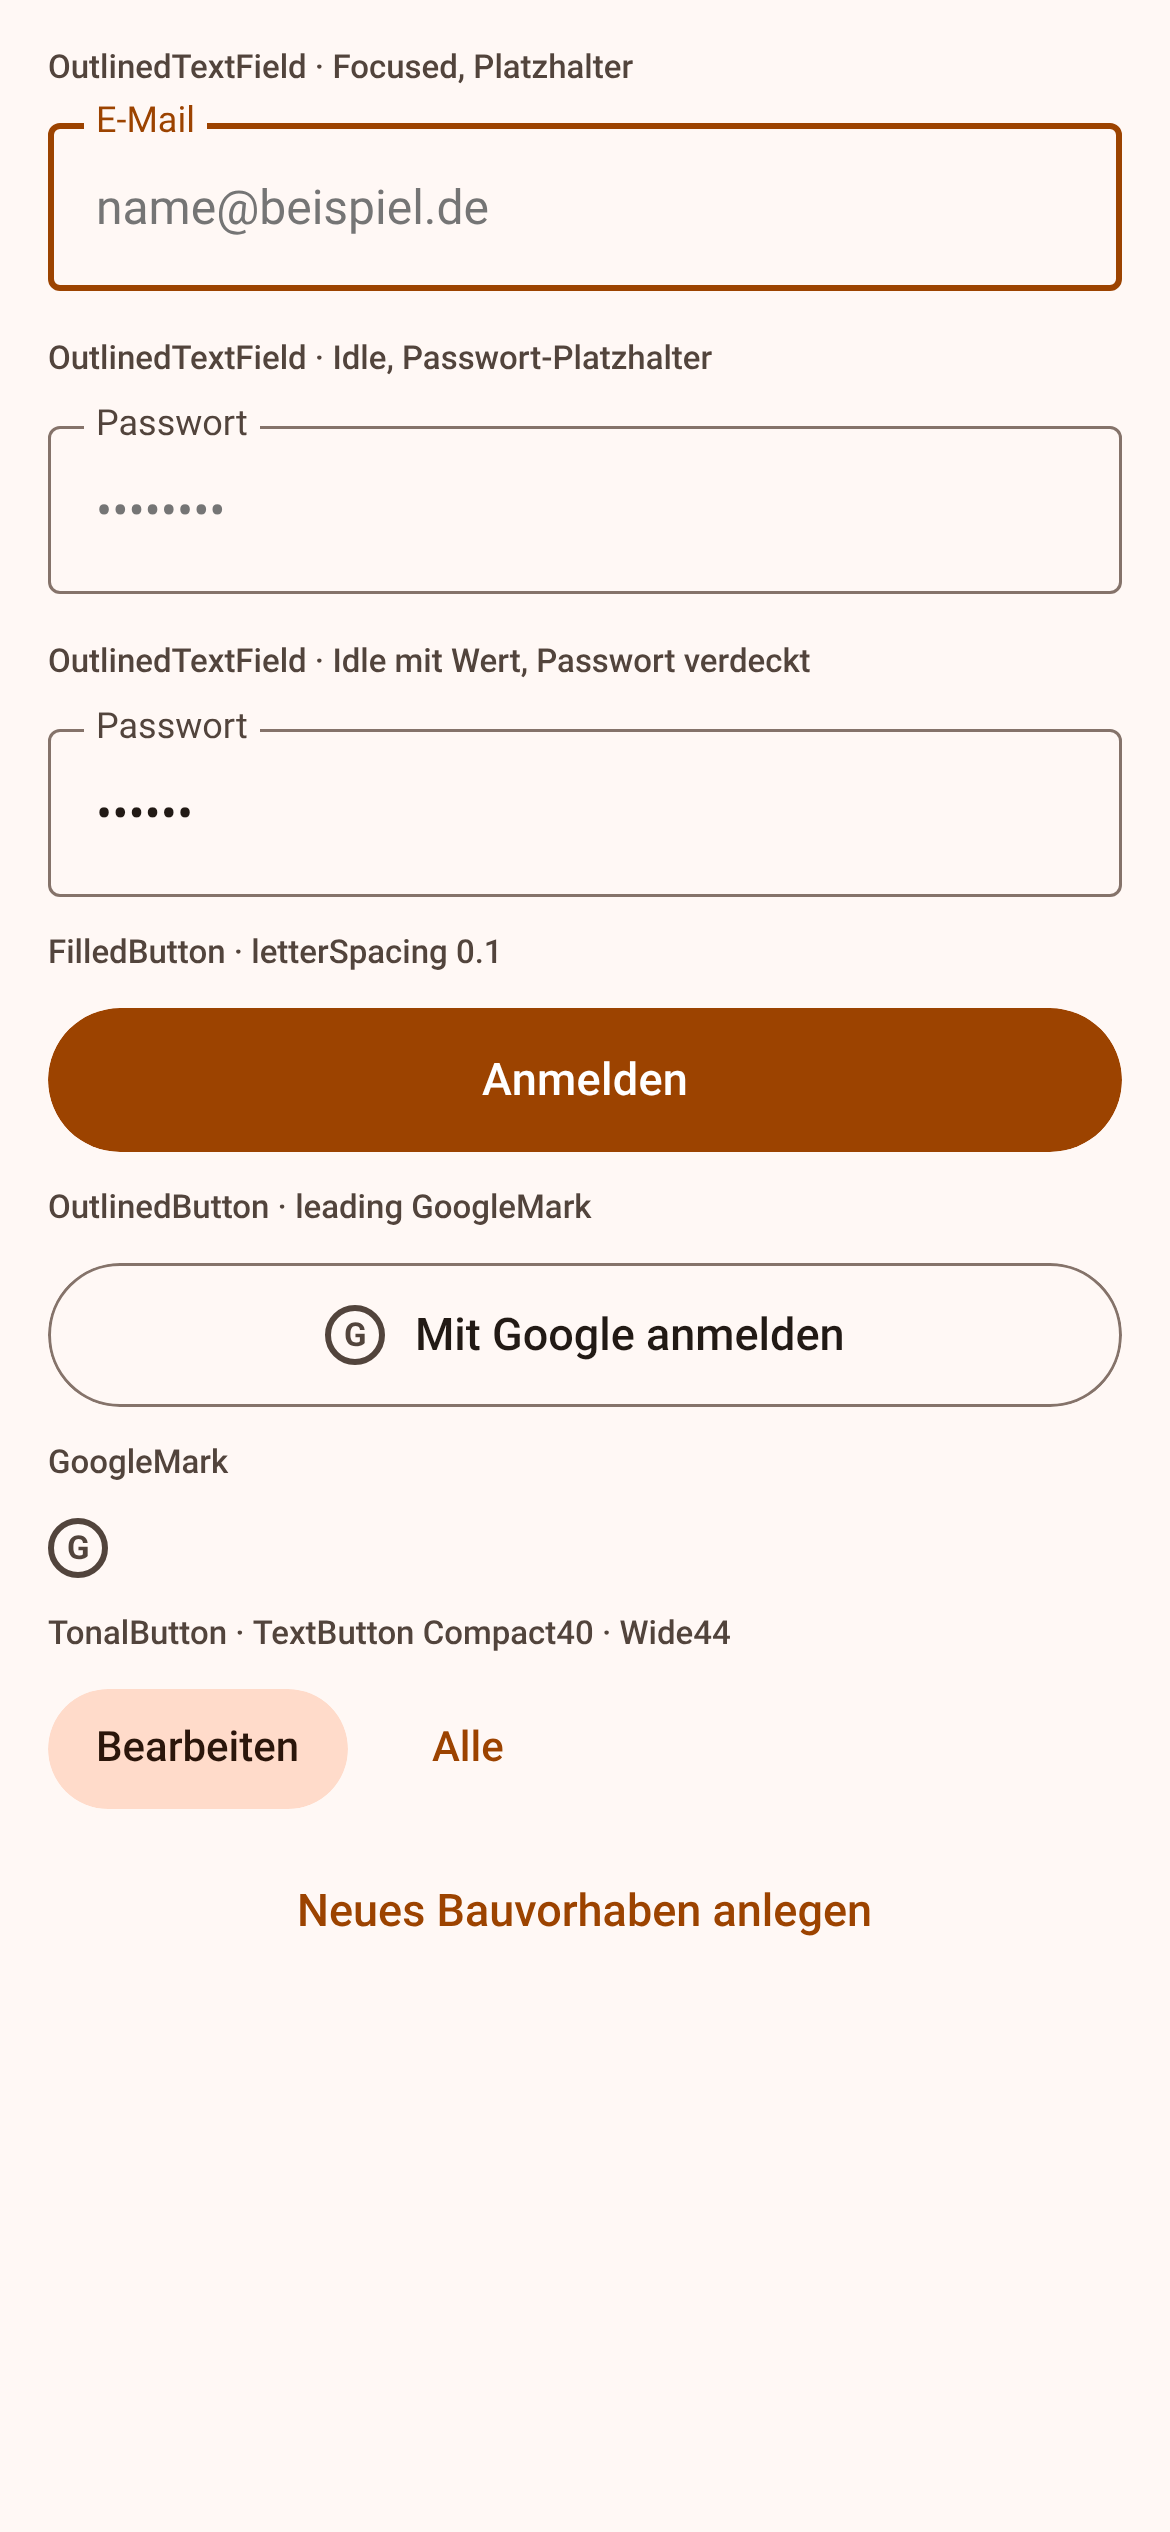 OutlinedTextField · Focused, Platzhalter
E-Mail
name@beispiel.de
OutlinedTextField · Idle, Passwort-Platzhalter
Passwort
••••••••
OutlinedTextField · Idle mit Wert, Passwort verdeckt
Passwort
••••••
FilledButton · letterSpacing 0.1
Anmelden
OutlinedButton · leading GoogleMark
G Mit Google anmelden
GoogleMark
G
TonalButton · TextButton Compact40 · Wide44
Bearbeiten Alle
Neues Bauvorhaben anlegen